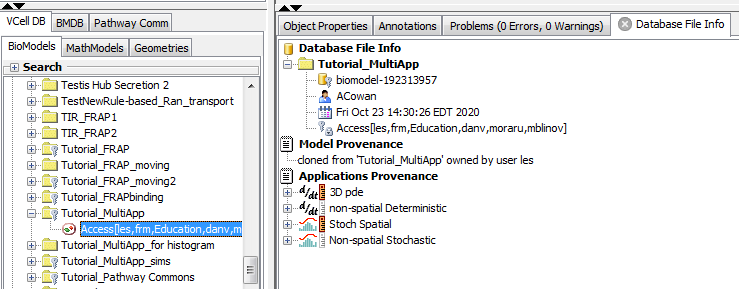 VCell DB BMDB Pathway Comm
BioModels MathModels Geometries
Search
Testis Hub Secretion 2
TestNewRule-based_Ran_transport
TIR_FRAP1
TIR_FRAP2
Tutorial_FRAP
Tutorial_FRAP_moving
Tutorial_FRAP_moving2
Tutorial_FRAPbinding
Tutorial_MultiApp
Access[les,frm,Education,danv,m
Tutorial_MultiApp_for histogram
Tutorial_MultiApp_sims
Tutorial_Pathway Commons
Object Properties Annotations Problems (0 Errors, 0 Warnings) Database File Info
Database File Info
Tutorial_MultiApp
biomodel-192313957
ACowan
Fri Oct 23 14:30:26 EDT 2020
Access[les,frm,Education,danv,moraru,mblinov]
Model Provenance
cloned from 'Tutorial_MultiApp' owned by user les
Applications Provenance
d/dt 3D pde
d/dt non-spatial Deterministic
Stoch Spatial
Non-spatial Stochastic